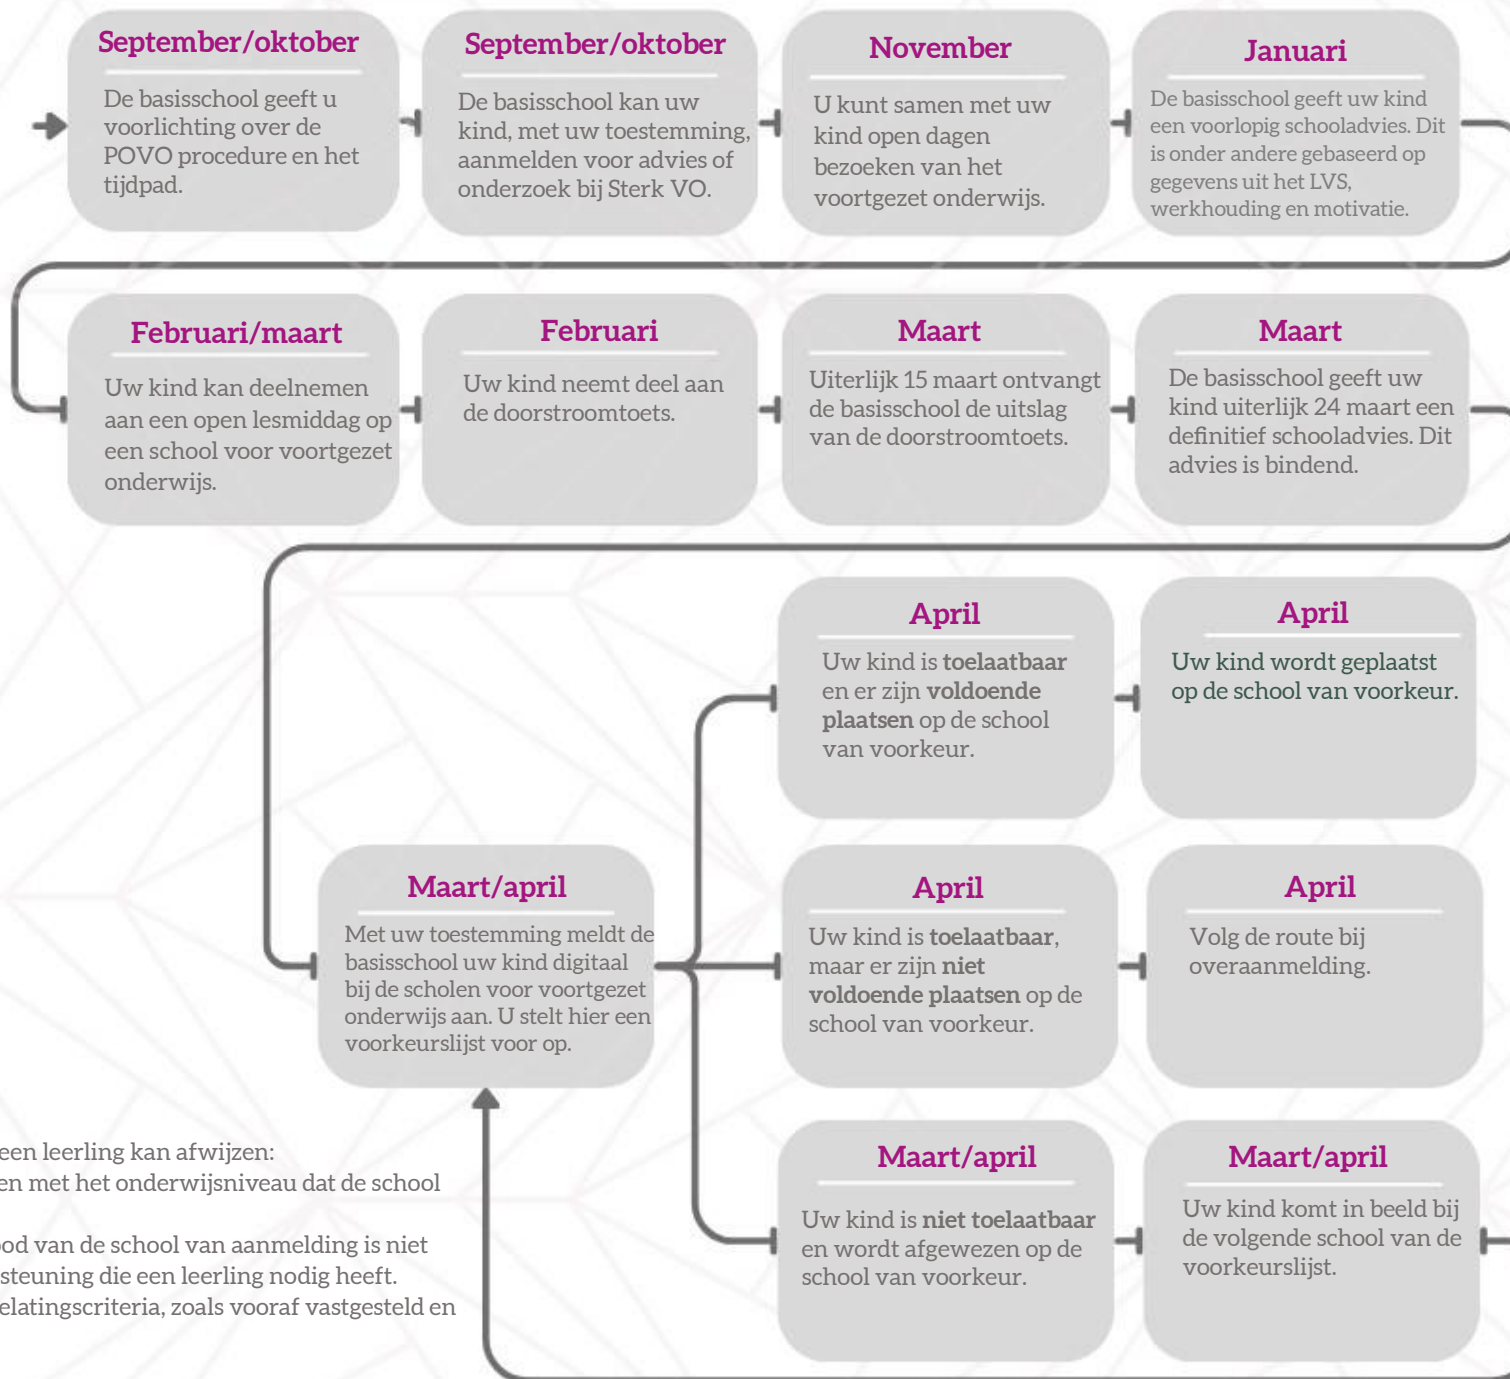 September/oktober
De basisschool geeft u
voorlichting over de
POVO procedure en het
tijdpad.
September/oktober
De basisschool kan uw
kind, met uw toestemming,
aanmelden voor advies of
onderzoek bij Sterk VO.
November
U kunt samen met uw
kind open dagen
bezoeken van het
voortgezet onderwijs.
Januari
De basisschool geeft uw kind
een voorlopig schooladvies. Dit
is onder andere gebaseerd op
gegevens uit het LVS,
werkhouding en motivatie.
Februari/maart
Uw kind kan deelnemen
aan een open lesmiddag op
een school voor voortgezet
onderwijs.
Februari
Uw kind neemt deel aan
de doorstroomtoets.
Maart
Uiterlijk 15 maart ontvangt
de basisschool de uitslag
van de doorstroomtoets.
Maart
De basisschool geeft uw
kind uiterlijk 24 maart een
definitief schooladvies. Dit
advies is bindend.
Maart/april
Met uw toestemming meldt de
basisschool uw kind digitaal
bij de scholen voor voortgezet
onderwijs aan. U stelt hier een
voorkeurslijst voor op.
April
Uw kind is toelaatbaar
en er zijn voldoende
plaatsen op de school
van voorkeur.
April
Uw kind wordt geplaatst
op de school van voorkeur.
April
Uw kind is toelaatbaar,
maar er zijn niet
voldoende plaatsen op de
school van voorkeur.
April
Volg de route bij
overaanmelding.
Maart/april
Uw kind is niet toelaatbaar
en wordt afgewezen op de
school van voorkeur.
Maart/april
Uw kind komt in beeld bij
de volgende school van de
voorkeurslijst.
een leerling kan afwijzen:
en met het onderwijsniveau dat de school
od van de school van aanmelding is niet
steuning die een leerling nodig heeft.
elatingscriteria, zoals vooraf vastgesteld en